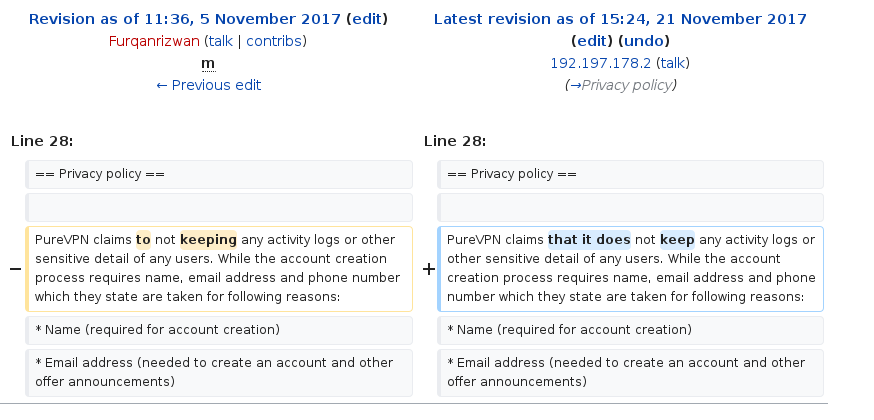 Revision as of 11:36, 5 November 2017 (edit)
Furqanrizwan (talk | contribs)
m
← Previous edit
Latest revision as of 15:24, 21 November 2017
(edit) (undo)
192.197.178.2 (talk)
(→Privacy policy)
Line 28:
Line 28:
== Privacy policy ==
== Privacy policy ==
− PureVPN claims to not keeping any activity logs or other
sensitive detail of any users. While the account creation
process requires name, email address and phone number
which they state are taken for following reasons:
+ PureVPN claims that it does not keep any activity logs or
other sensitive detail of any users. While the account
creation process requires name, email address and phone
number which they state are taken for following reasons:
* Name (required for account creation)
* Name (required for account creation)
* Email address (needed to create an account and other
offer announcements)
* Email address (needed to create an account and other
offer announcements)